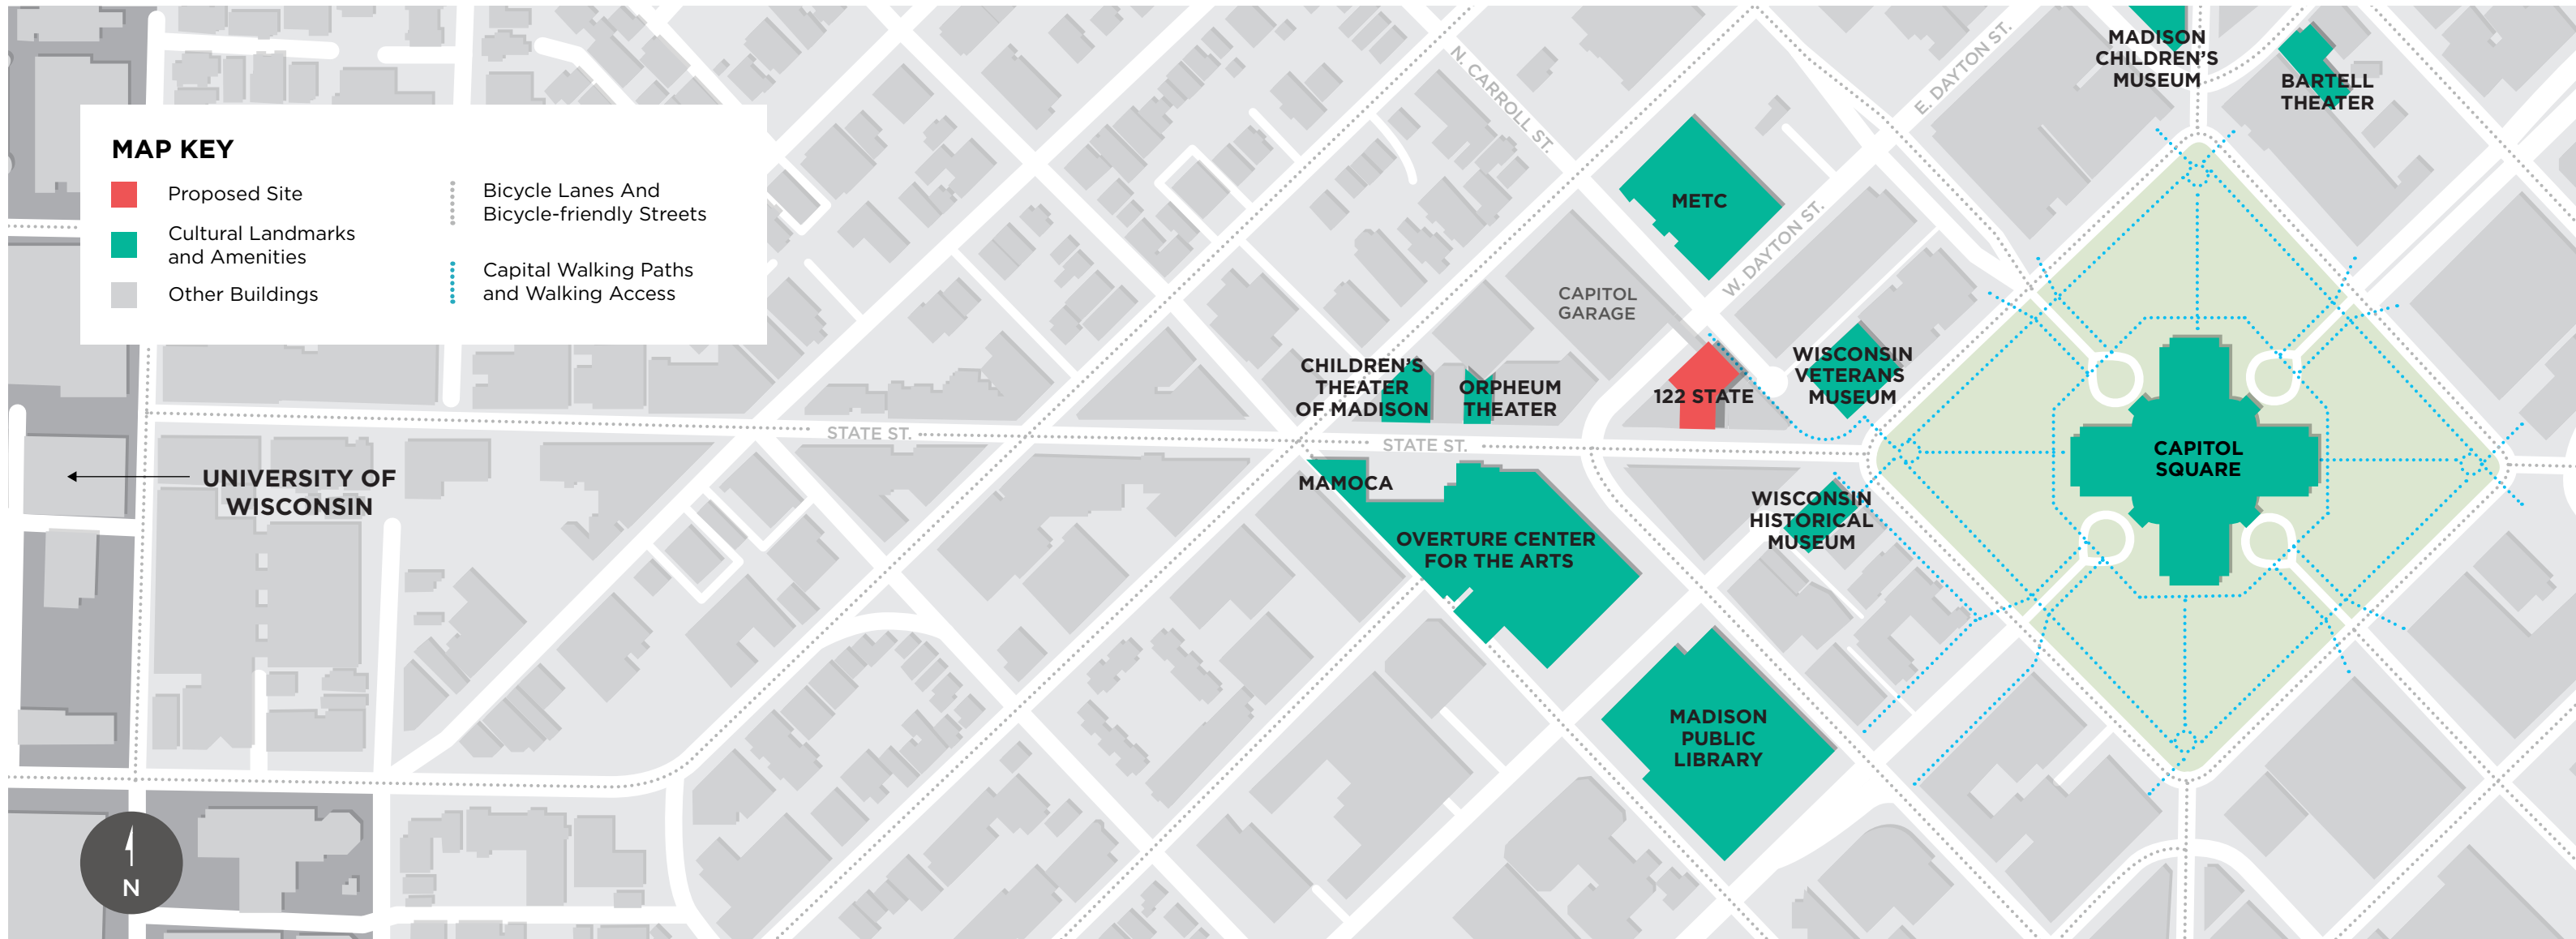 MAP KEY
Proposed Site
Cultural Landmarks
and Amenities
Other Buildings
Bicycle Lanes And
Bicycle-friendly Streets
Capital Walking Paths
and Walking Access
UNIVERSITY OF
WISCONSIN
N
STATE ST.
STATE ST.
N. CARROLL ST.
W. DAYTON ST.
E. DAYTON ST.
METC
CAPITOL
GARAGE
CHILDREN'S
THEATER
OF MADISON
ORPHEUM
THEATER
122 STATE
WISCONSIN
VETERANS
MUSEUM
MADISON
CHILDREN'S
MUSEUM
BARTELL
THEATER
CAPITOL
SQUARE
MAMOCA
OVERTURE CENTER
FOR THE ARTS
WISCONSIN
HISTORICAL
MUSEUM
MADISON
PUBLIC
LIBRARY